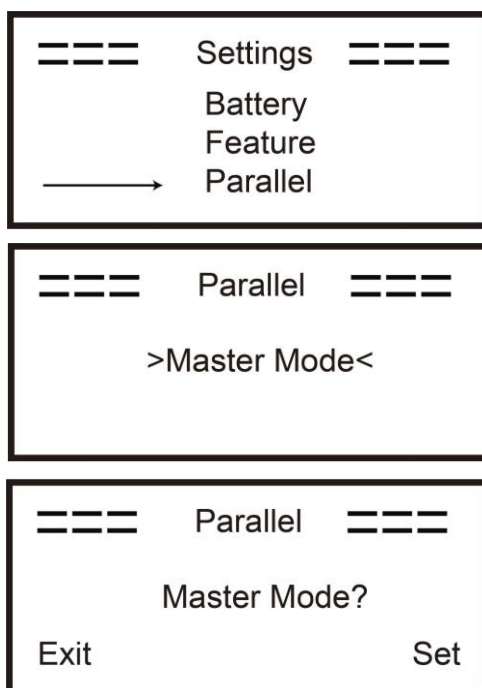 Settings
Battery
Feature
Parallel
Parallel
>Master Mode<
Parallel
Master Mode?
Exit Set